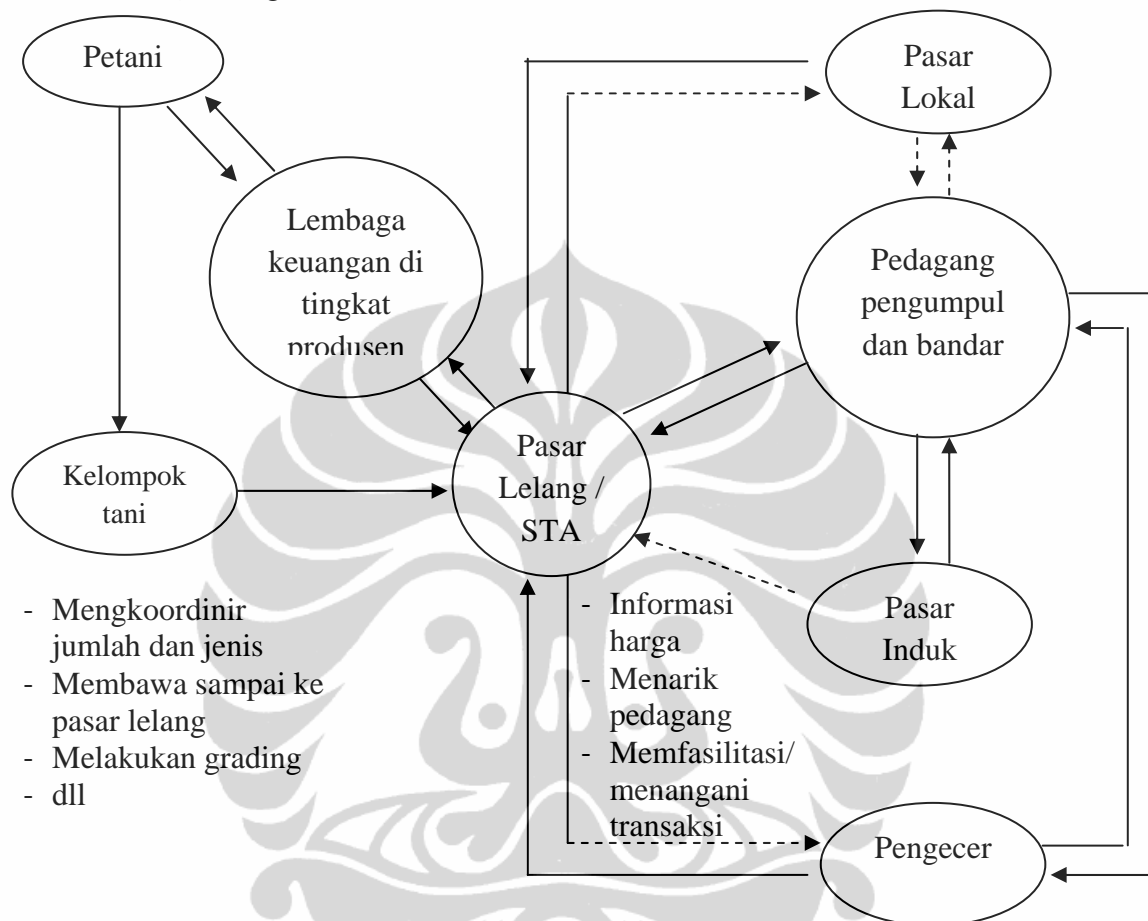 Petani
Pasar
Lokal
Lembaga
keuangan di
tingkat
produsen
Pedagang
pengumpul
dan bandar
Kelompok
tani
Pasar
Lelang /
STA
- Mengkoordinir
jumlah dan jenis
- Membawa sampai ke
pasar lelang
- Melakukan grading
- dll
- Informasi
harga
- Menarik
pedagang
- Memfasilitasi/
menangani
transaksi
Pasar
Induk
Pengecer